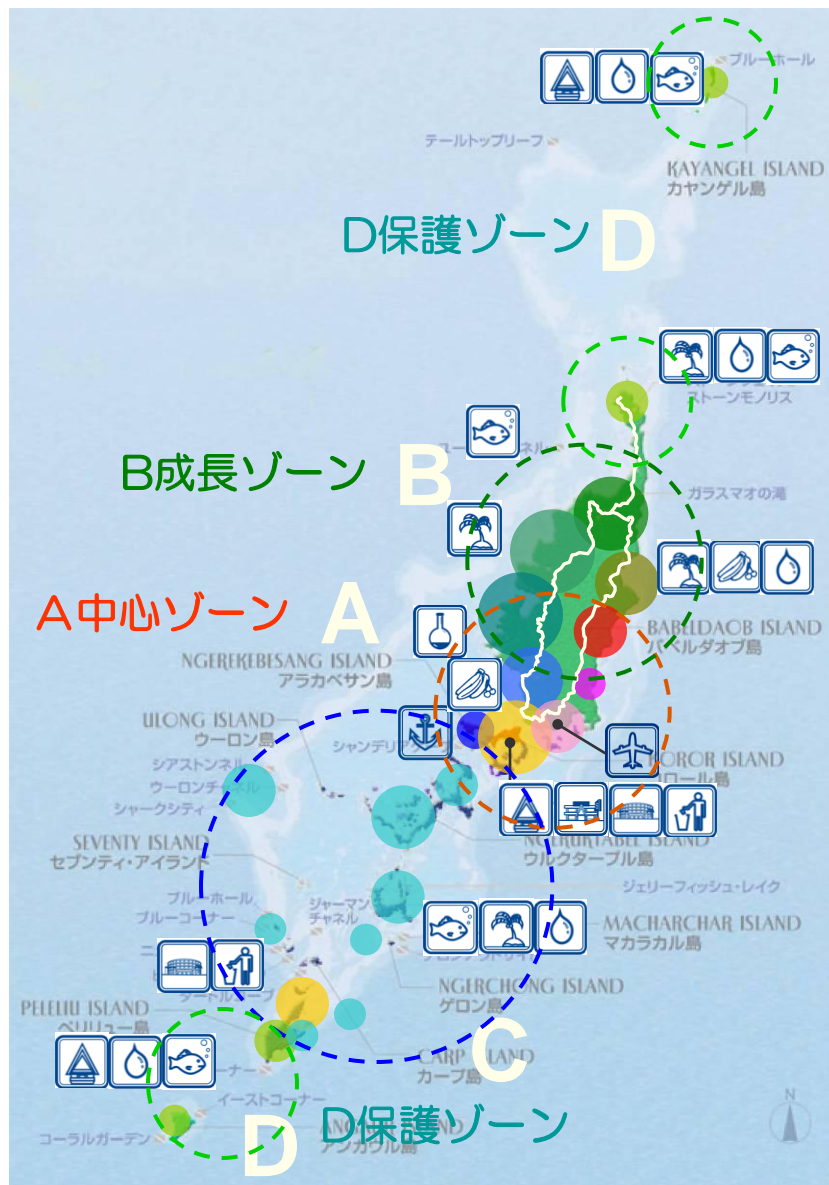 ブルーホール
テールトップリーフ
KAYANGEL ISLAND
カヤンゲル島
D保護ゾーン
D
ストーンモノリス
B成長ゾーン
B
ガラスマオの滝
A中心ゾーン
A
BABELDAOB ISLAND
バベルダオブ島
NGEREKEBESANG ISLAND
アラカベサン島
ULONG ISLAND
ウーロン島
シャンデリア
シアストンネル
ウーロンチャネル
シャークシティ
KOROR ISLAND
コロール島
SEVENTY ISLAND
セブンティ・アイランド
NGERUKTABEL ISLAND
ウルクターブル島
ジェリーフィッシュ・レイク
ブルーホール
ブルーコーナー
ジャーマン
チャネル
MACHARCHAR ISLAND
マカラカル島
NGERCHONG ISLAND
ゲロン島
PELELIU ISLAND
ペリリュー島
C
CARP ISLAND
カープ島
イーストコーナー
コーラルガーデン
D
D保護ゾーン
アンガウル島
N